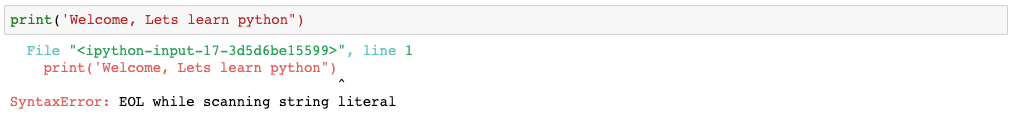 print('Welcome, Lets learn python")
File "<ipython-input-17-3d5d6be15599>", line 1
print('Welcome, Lets learn python")
^
SyntaxError: EOL while scanning string literal